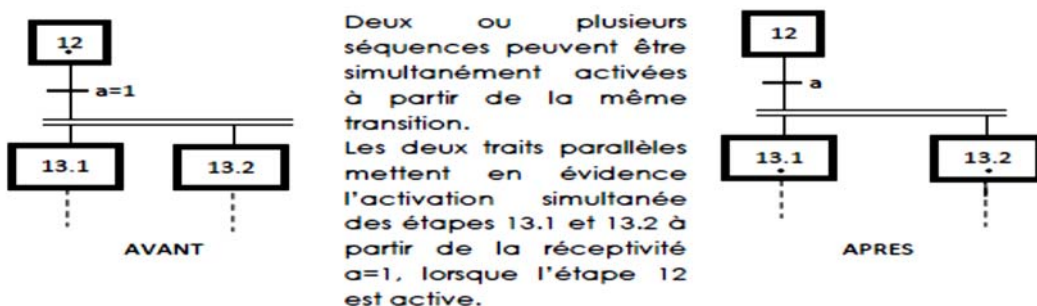 12
a=1
13.1
13.2
AVANT
Deux ou plusieurs
séquences peuvent être
simultanément activées
à partir de la même
transition.
Les deux traits parallèles
mettent en évidence
l'activation simultanée
des étapes 13.1 et 13.2 à
partir de la réceptivité
a=1, lorsque l'étape 12
est active.
12
a
13.1
13.2
APRES